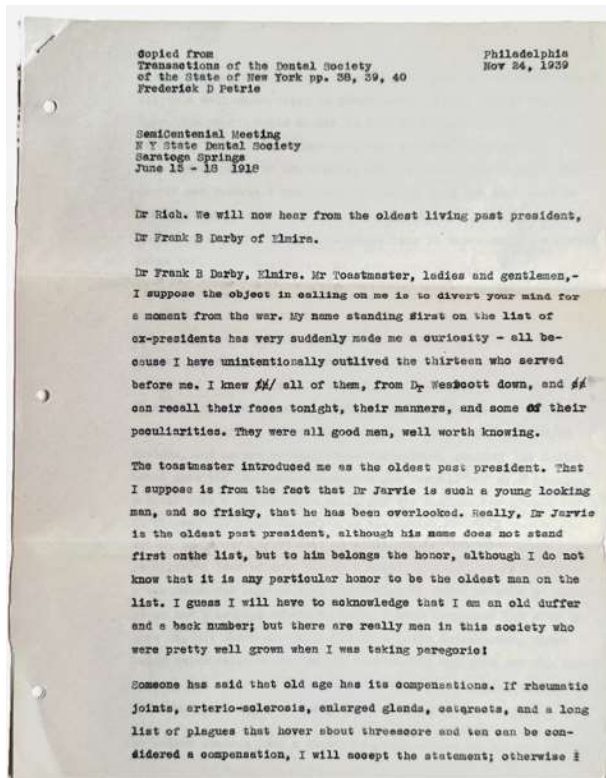 Copied from
Philadelphia
Transactions of the Dental Society
Nov 24, 1939
of the State of New York pp. 38, 39, 40
Frederick D Petrie
SemiCentenial Meeting
N Y State Dental Society
Saratoga Springs
June 13 - 18 1918
Dr Rich. We will now hear from the oldest living past president,
Dr Frank B Darby of Elmira.
Dr Frank B Darby, Elmira. Mr Toastmaster, ladies and gentlemen,-
I suppose the object in calling on me is to divert your mind for
a moment from the war. My name standing first on the list of
ex-presidents has very suddenly made me a curiosity - all be-
cause I have unintentionally outlived the thirteen who served
before me. I knew all of them, from Dr Westcott down, and
can recall their faces tonight, their manners, and some of their
peculiarities. They were all good men, well worth knowing.
The toastmaster introduced me as the oldest past president. That
I suppose is from the fact that Dr Jarvie is such a young looking
man, and so frisky, that he has been overlooked. Really, Dr Jarvie
is the oldest past president, although his name does not stand
first onthe list, but to him belongs the honor, although I do not
know that it is any particular honor to be the oldest man on the
list. I guess I will have to acknowledge that I am an old duffer
and a back number; but there are really men in this society who
were pretty well grown when I was taking paregoric!
Someone has said that old age has its compensations. If rheumatic
joints, arterio-sclerosis, enlarged glands, cataracts, and a long
list of plagues that hover about threescore and ten can be con-
sidered a compensation, I will accept the statement; otherwise I